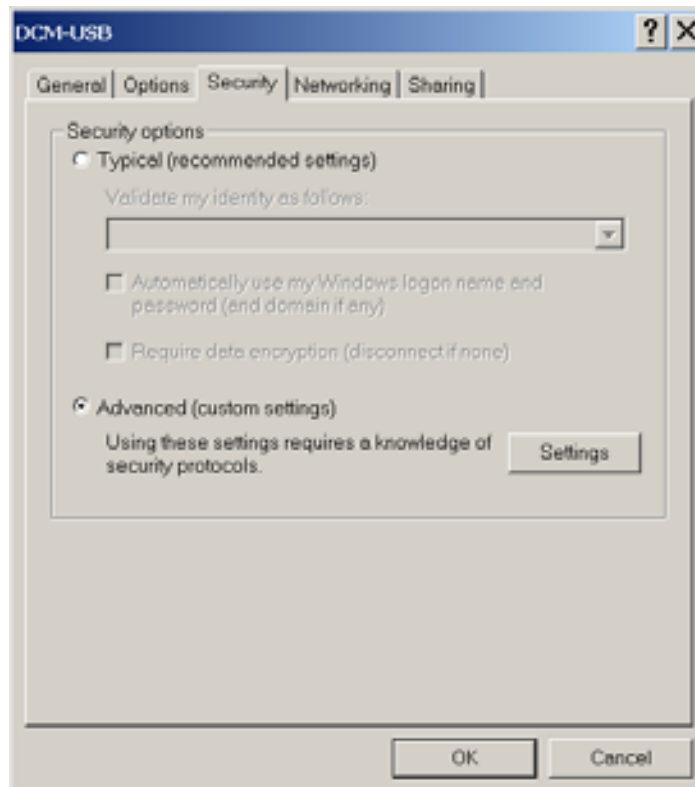 DCM-USB
General Options Security Networking Sharing
Security options
Typical (recommended settings)
Validate my identity as follows:
Automatically use my Windows logon name and
password (and domain if any)
Require data encryption (disconnect if none)
Advanced (custom settings)
Using these settings requires a knowledge of
security protocols.
Settings
OK Cancel